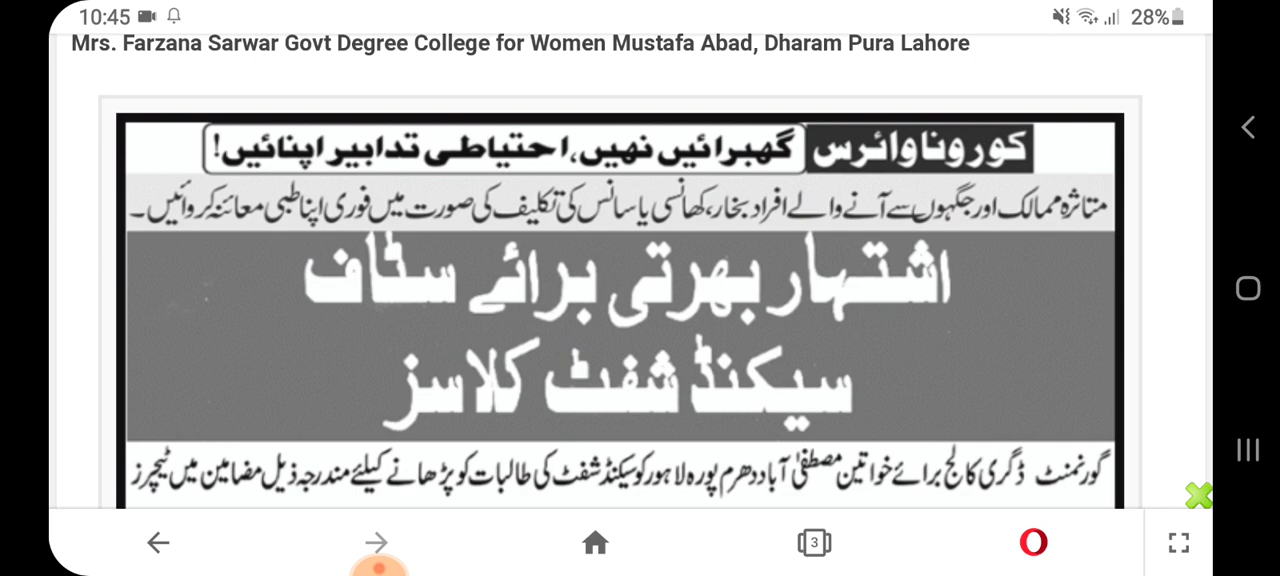 10:45
28%
Mrs. Farzana Sarwar Govt Degree College for Women Mustafa Abad, Dharam Pura Lahore
کورونا وائرس گھبرائیں نہیں، احتیاطی تدابیر اپنائیں!
متاثرہ ممالک اور جگہوں سے آنے والے افراد بخار، کھانسی یا سانس کی تکلیف کی صورت میں فوری اپنا طبی معائنہ کروائیں۔
اشتہار بھرتی برائے سٹاف
سیکنڈ شفٹ کلاسز
گورنمنٹ ڈگری کالج برائے خواتین مصطفیٰ آباد دھرم پورہ لاہور کو سیکنڈ شفٹ کی طالبات کو پڑھانے کیلئے مندرجہ ذیل مضامین میں ٹیچرز
3